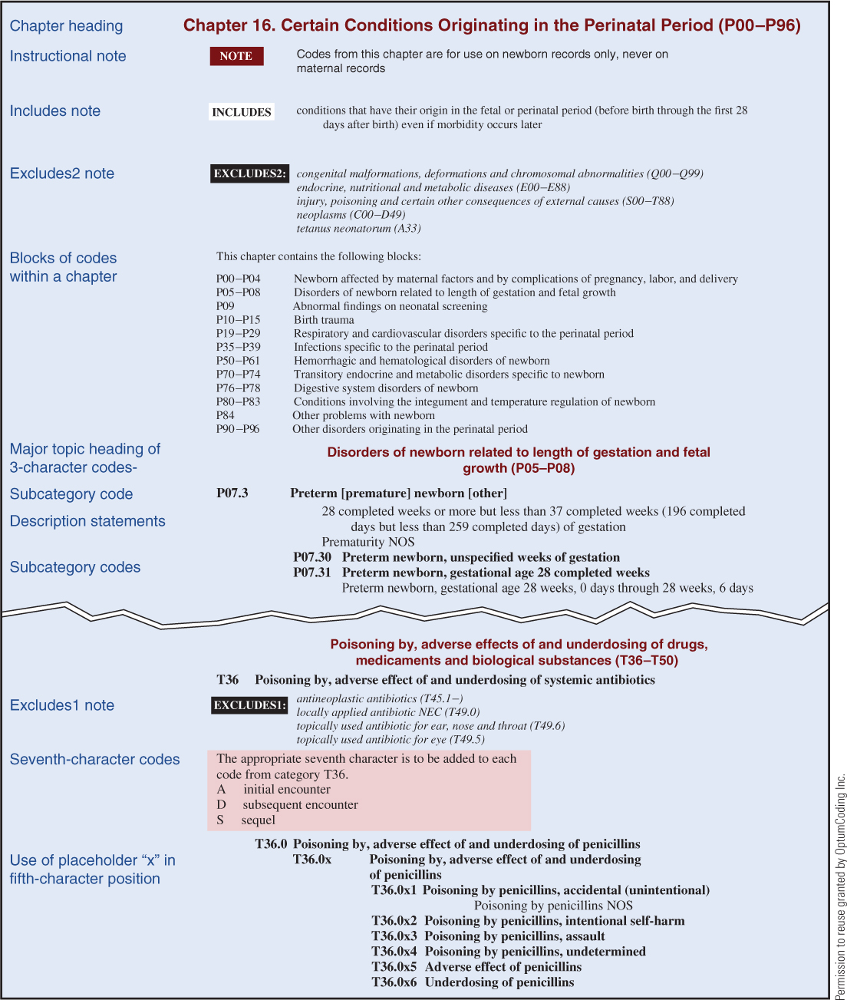 Chapter heading
Chapter 16. Certain Conditions Originating in the Perinatal Period (P00–P96)
Instructional note
NOTE
Codes from this chapter are for use on newborn records only, never on
maternal records
Includes note
INCLUDES
conditions that have their origin in the fetal or perinatal period (before birth through the first 28
days after birth) even if morbidity occurs later
Excludes2 note
EXCLUDES2:
congenital malformations, deformations and chromosomal abnormalities (Q00–Q99)
endocrine, nutritional and metabolic diseases (E00–E88)
injury, poisoning and certain other consequences of external causes (S00–T88)
neoplasms (C00–D49)
tetanus neonatorum (A33)
Blocks of codes
within a chapter
This chapter contains the following blocks:
P00–P04 Newborn affected by maternal factors and by complications of pregnancy, labor, and delivery
P05–P08 Disorders of newborn related to length of gestation and fetal growth
P09 Abnormal findings on neonatal screening
P10–P15 Birth trauma
P19–P29 Respiratory and cardiovascular disorders specific to the perinatal period
P35–P39 Infections specific to the perinatal period
P50–P61 Hemorrhagic and hematological disorders of newborn
P70–P74 Transitory endocrine and metabolic disorders specific to newborn
P76–P78 Digestive system disorders of newborn
P80–P83 Conditions involving the integument and temperature regulation of newborn
P84 Other problems with newborn
P90–P96 Other disorders originating in the perinatal period
Major topic heading of
3-character codes-
Disorders of newborn related to length of gestation and fetal
growth (P05–P08)
Subcategory code
P07.3 Preterm [premature] newborn [other]
Description statements
28 completed weeks or more but less than 37 completed weeks (196 completed
days but less than 259 completed days) of gestation
Prematurity NOS
Subcategory codes
P07.30 Preterm newborn, unspecified weeks of gestation
P07.31 Preterm newborn, gestational age 28 completed weeks
Preterm newborn, gestational age 28 weeks, 0 days through 28 weeks, 6 days
Poisoning by, adverse effects of and underdosing of drugs,
medicaments and biological substances (T36–T50)
T36 Poisoning by, adverse effect of and underdosing of systemic antibiotics
Excludes1 note
EXCLUDES1:
antineoplastic antibiotics (T45.1–)
locally applied antibiotic NEC (T49.0)
topically used antibiotic for ear, nose and throat (T49.6)
topically used antibiotic for eye (T49.5)
Seventh-character codes
The appropriate seventh character is to be added to each
code from category T36.
A initial encounter
D subsequent encounter
S sequel
T36.0 Poisoning by, adverse effect of and underdosing of penicillins
Use of placeholder “x” in
fifth-character position
T36.0x Poisoning by, adverse effect of and underdosing
of penicillins
T36.0x1 Poisoning by penicillins, accidental (unintentional)
Poisoning by penicillins NOS
T36.0x2 Poisoning by penicillins, intentional self-harm
T36.0x3 Poisoning by penicillins, assault
T36.0x4 Poisoning by penicillins, undetermined
T36.0x5 Adverse effect of penicillins
T36.0x6 Underdosing of penicillins
Permission to reuse granted by OptumCoding Inc.